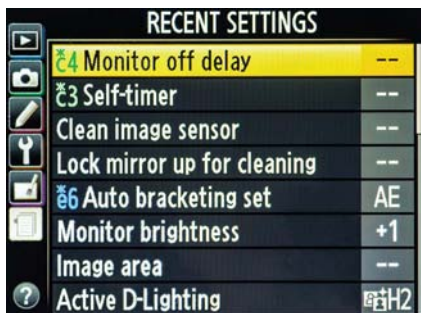 RECENT SETTINGS
c4 Monitor off delay --
c3 Self-timer --
Clean image sensor --
Lock mirror up for cleaning --
e6 Auto bracketing set AE
Monitor brightness +1
Image area --
? Active D-Lighting H2